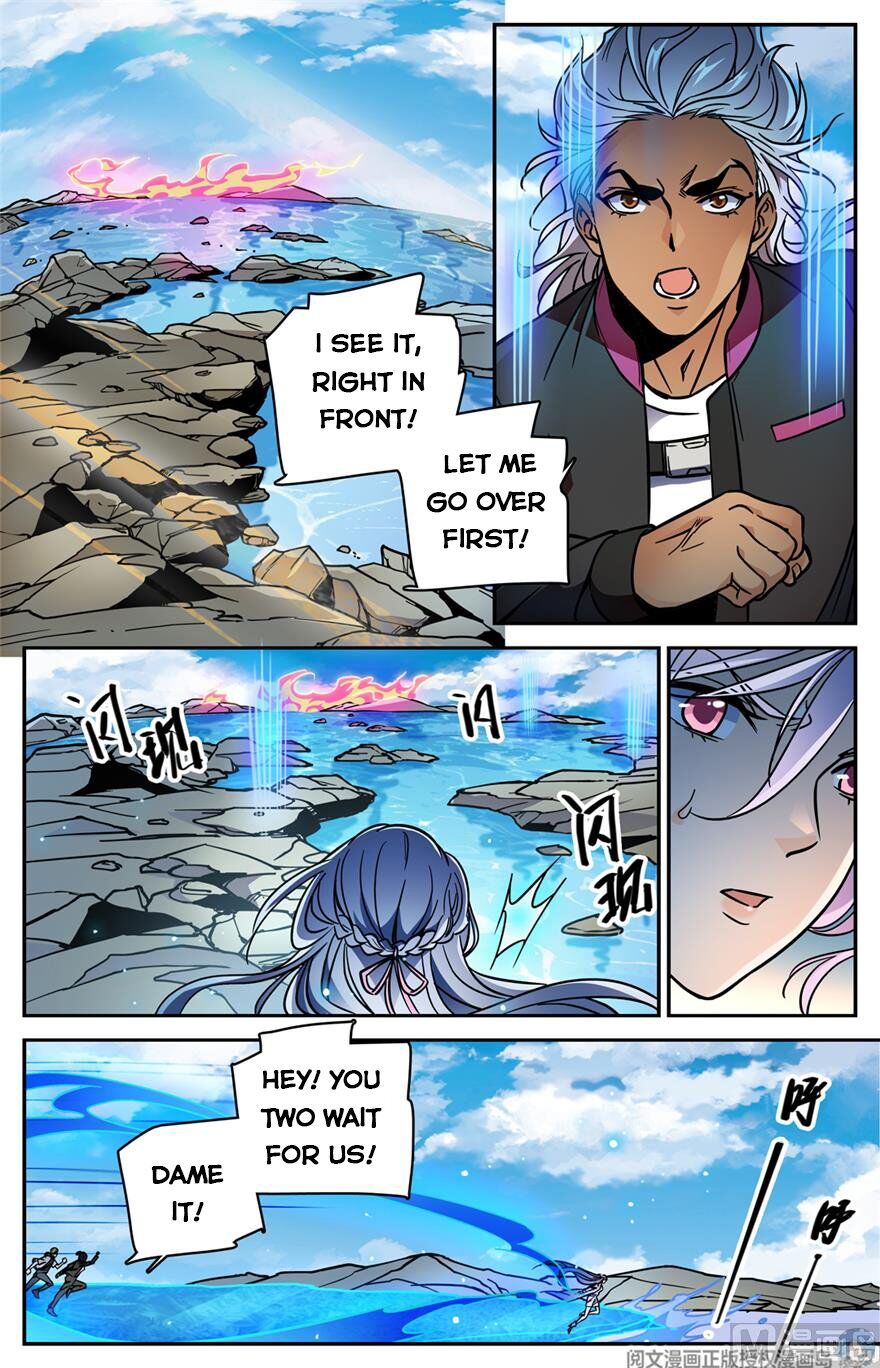 I SEE IT,
RIGHT IN
FRONT!
LET ME
GO OVER
FIRST!
闪现
闪
闪现
HEY! YOU
TWO WAIT
FOR US!
DAME
IT!
呼
呼
阅文漫画正版授权漫画岛